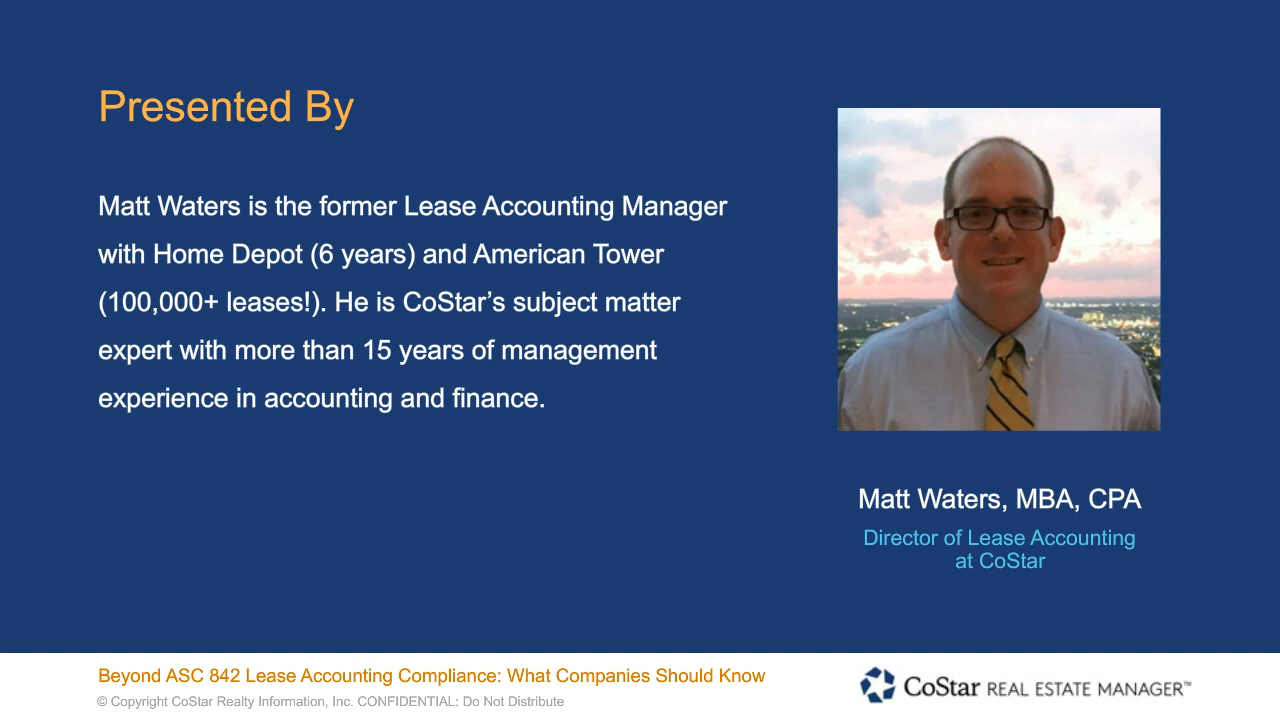 Presented By
Matt Waters is the former Lease Accounting Manager
with Home Depot (6 years) and American Tower
(100,000+ leases!). He is CoStar’s subject matter
expert with more than 15 years of management
experience in accounting and finance.
Matt Waters, MBA, CPA
Director of Lease Accounting
at CoStar
Beyond ASC 842 Lease Accounting Compliance: What Companies Should Know
© Copyright CoStar Realty Information, Inc. CONFIDENTIAL: Do Not Distribute
CoStar REAL ESTATE MANAGER™